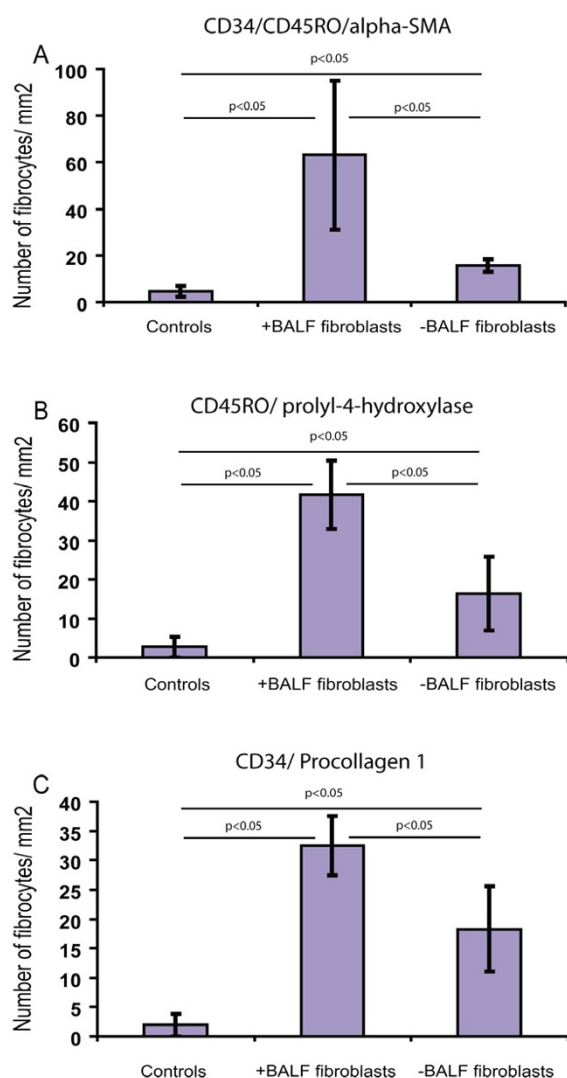 CD34/CD45RO/alpha-SMA
A
p<0.05
p<0.05 p<0.05
Number of fibrocytes/ mm2
100
80
60
40
20
0
Controls +BALF fibroblasts -BALF fibroblasts
B
CD45RO/ prolyl-4-hydroxylase
p<0.05
p<0.05 p<0.05
Number of fibrocytes/ mm2
60
50
40
30
20
10
0
Controls +BALF fibroblasts -BALF fibroblasts
CD34/ Procollagen 1
C
p<0.05
p<0.05 p<0.05
Number of fibrocytes/ mm2
40
35
30
25
20
15
10
5
0
Controls +BALF fibroblasts -BALF fibroblasts